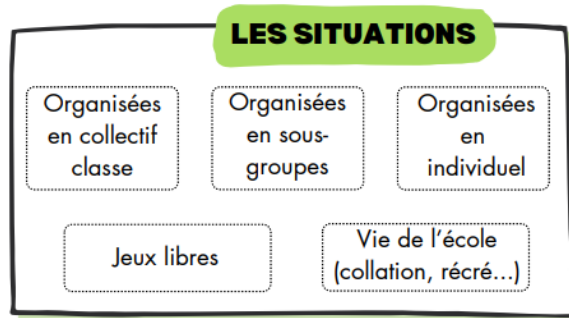 LES SITUATIONS
Organisées
en collectif
classe
Organisées
en sous-
groupes
Organisées
en
individuel
Jeux libres
Vie de l'école
(collation, récré...)